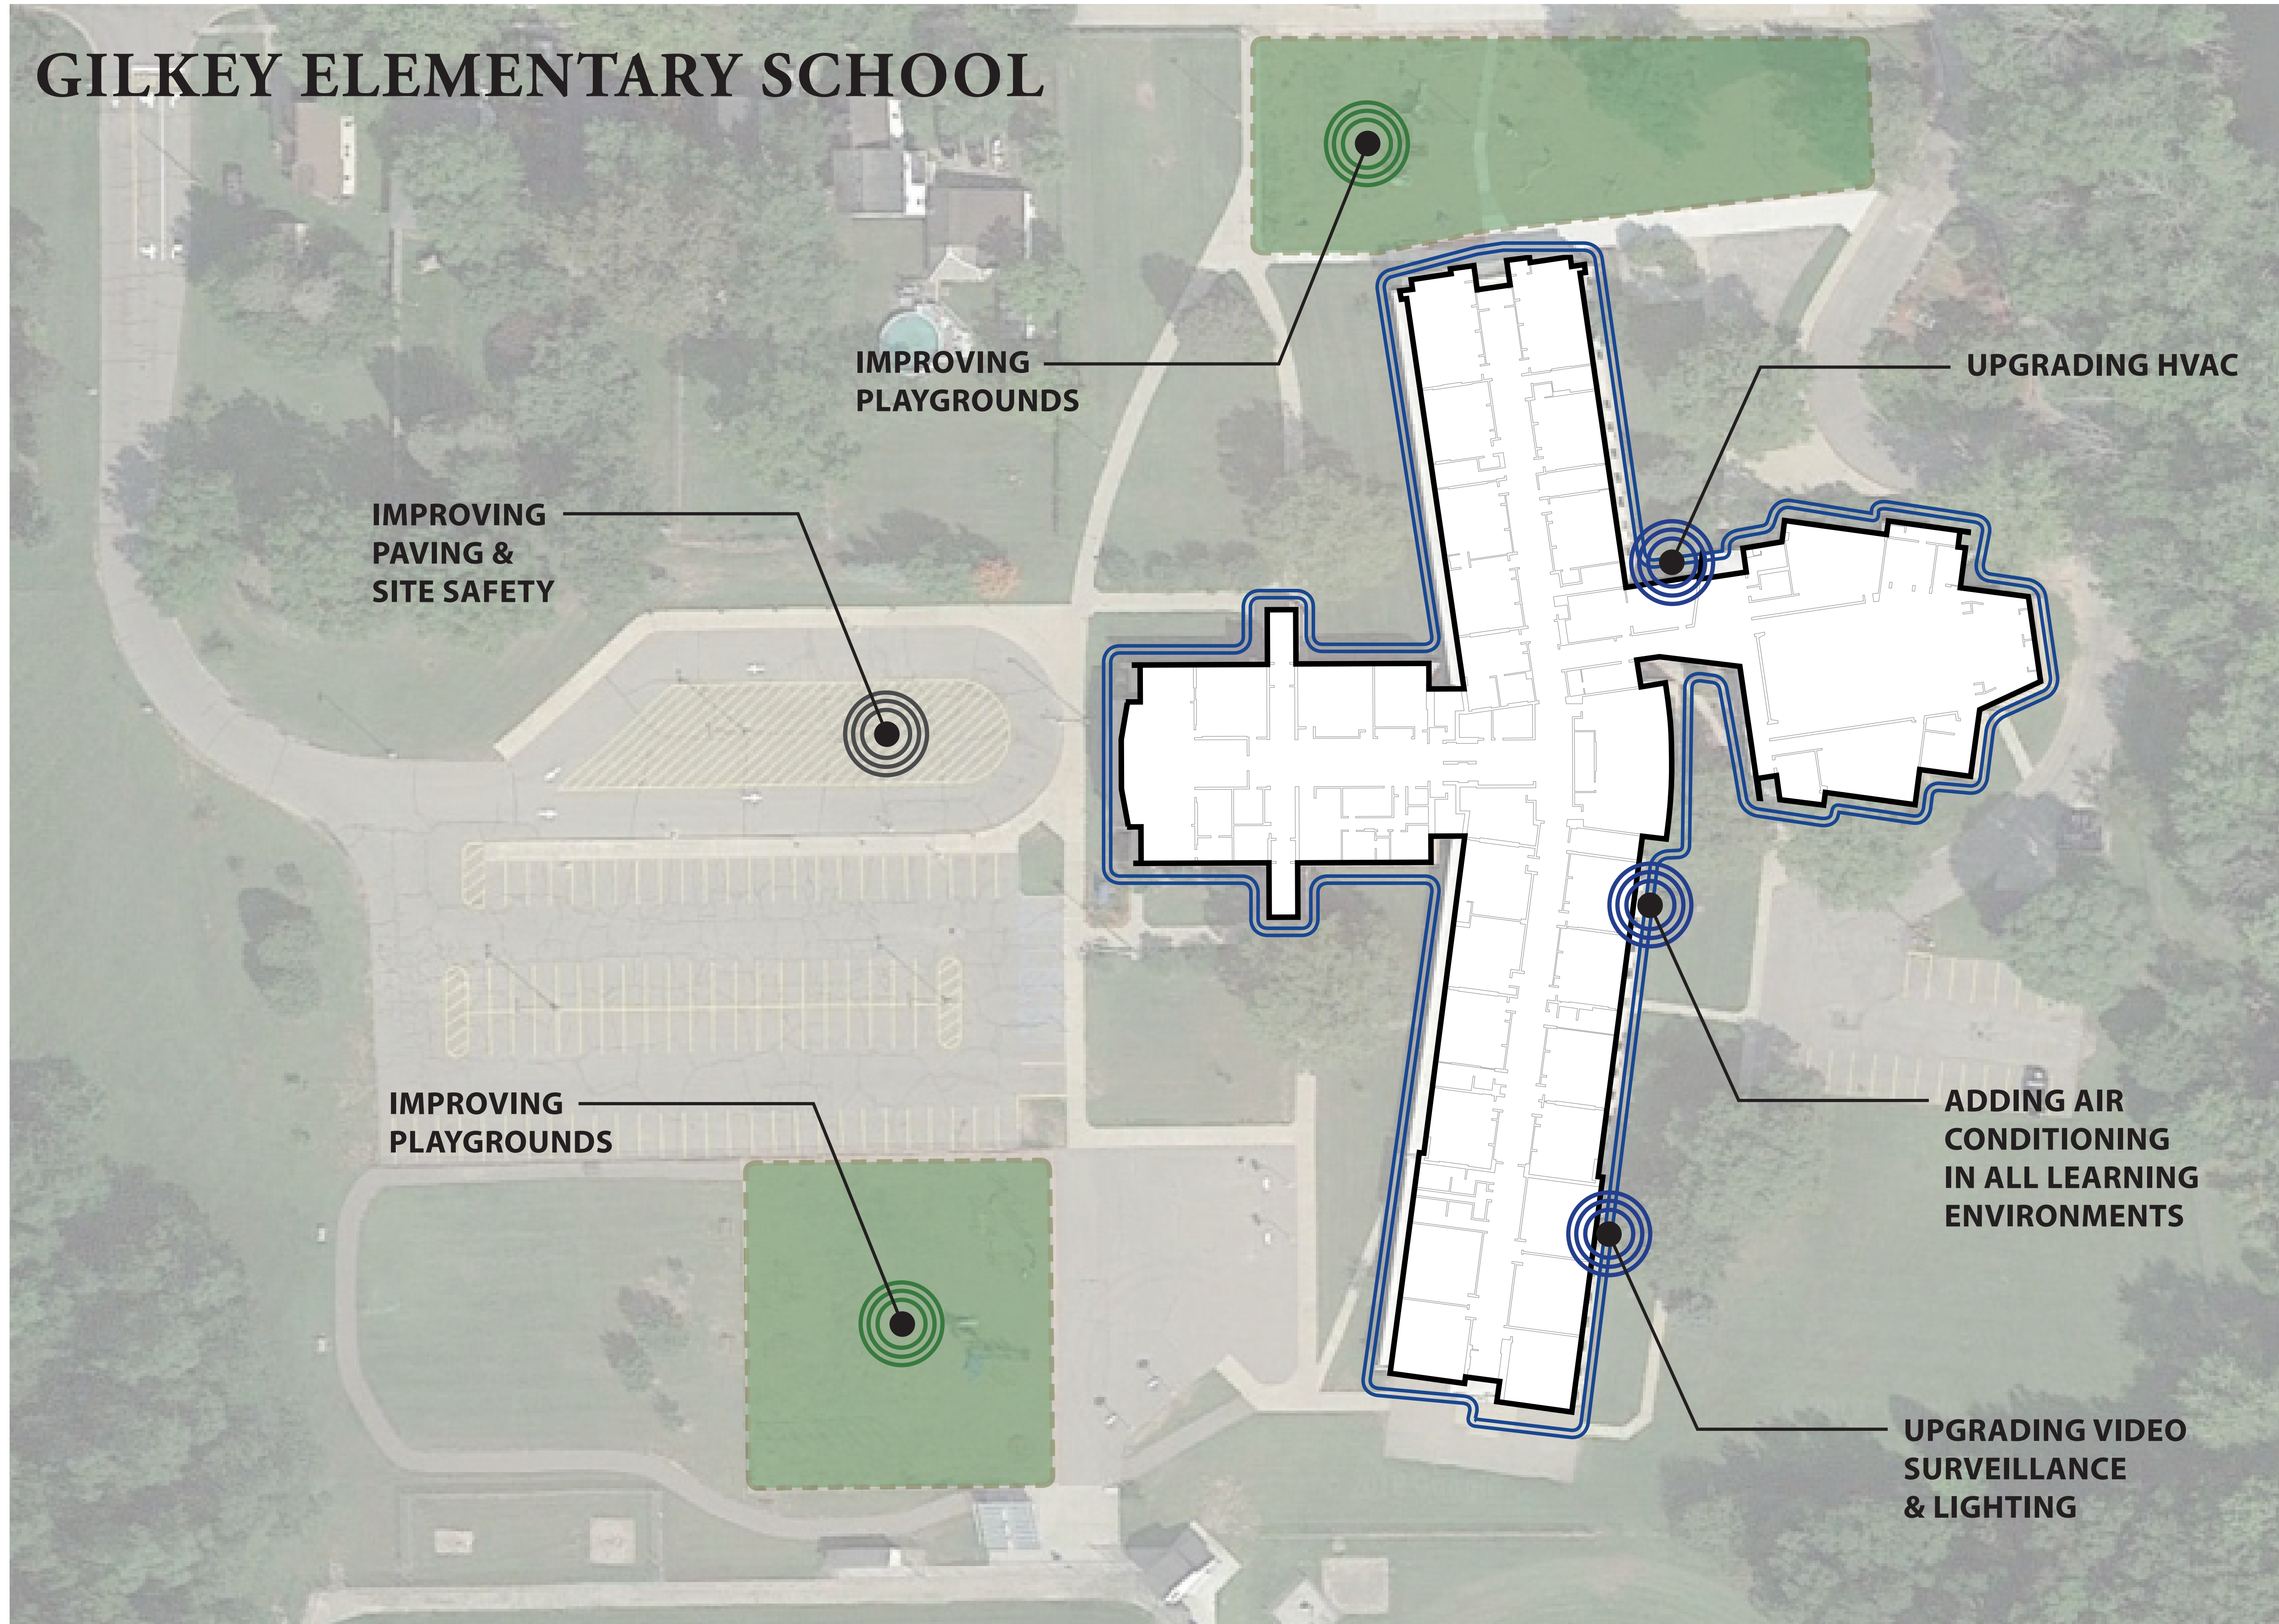 GILKEY ELEMENTARY SCHOOL
IMPROVING
PLAYGROUNDS
UPGRADING HVAC
IMPROVING
PAVING &
SITE SAFETY
IMPROVING
PLAYGROUNDS
ADDING AIR
CONDITIONING
IN ALL LEARNING
ENVIRONMENTS
UPGRADING VIDEO
SURVEILLANCE
& LIGHTING